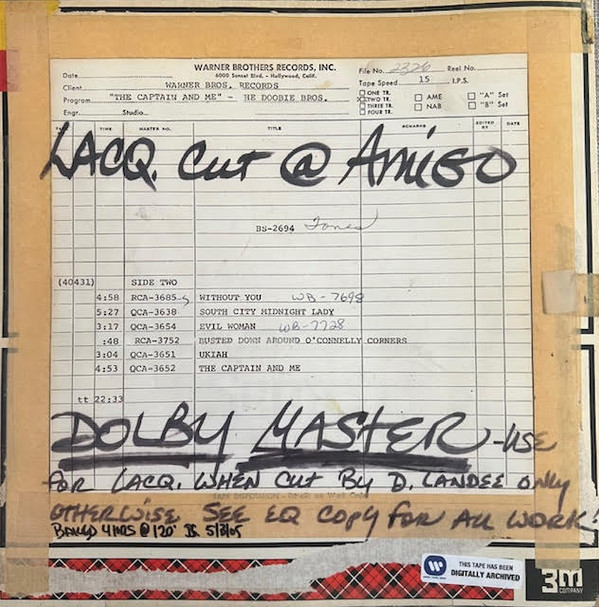 WARNER BROTHERS RECORDS, INC.
6000 Sunset Blvd. - Hollywood, Calif.
File No. 2326 Reel No.
Date
Tape Speed 15 I.P.S.
Client WARNER BROS. RECORDS
Program "THE CAPTAIN AND ME" - HE DOOBIE BROS.
ONE TR.
X TWO TR.
THREE TR.
FOUR TR.
AME
NAB
"A" Set
"B" Set
Engr. Studio
TIME MASTER NO. TITLE REMARKS EDITED BY DATE
LACQ. CUT @ AMIGO
BS-2694 Tones
(40431) SIDE TWO
4:58 RCA-3685-S WITHOUT YOU WB-7698
5:27 QCA-3638 SOUTH CITY MIDNIGHT LADY
3:17 QCA-3654 EVIL WOMAN WB-7728
:48 RCA-3752 BUSTED DOWN AROUND O'CONNELLY CORNERS
3:04 QCA-3651 UKIAH
4:53 QCA-3652 THE CAPTAIN AND ME
tt 22:33
DOLBY MASTER - USE
FOR LACQ. WHEN CUT BY D. LANDEE ONLY
OTHERWISE SEE EQ COPY FOR ALL WORK!
BAKED 4 HRS @ 120°
THIS TAPE HAS BEEN
DIGITALLY ARCHIVED
3m
COMPANY